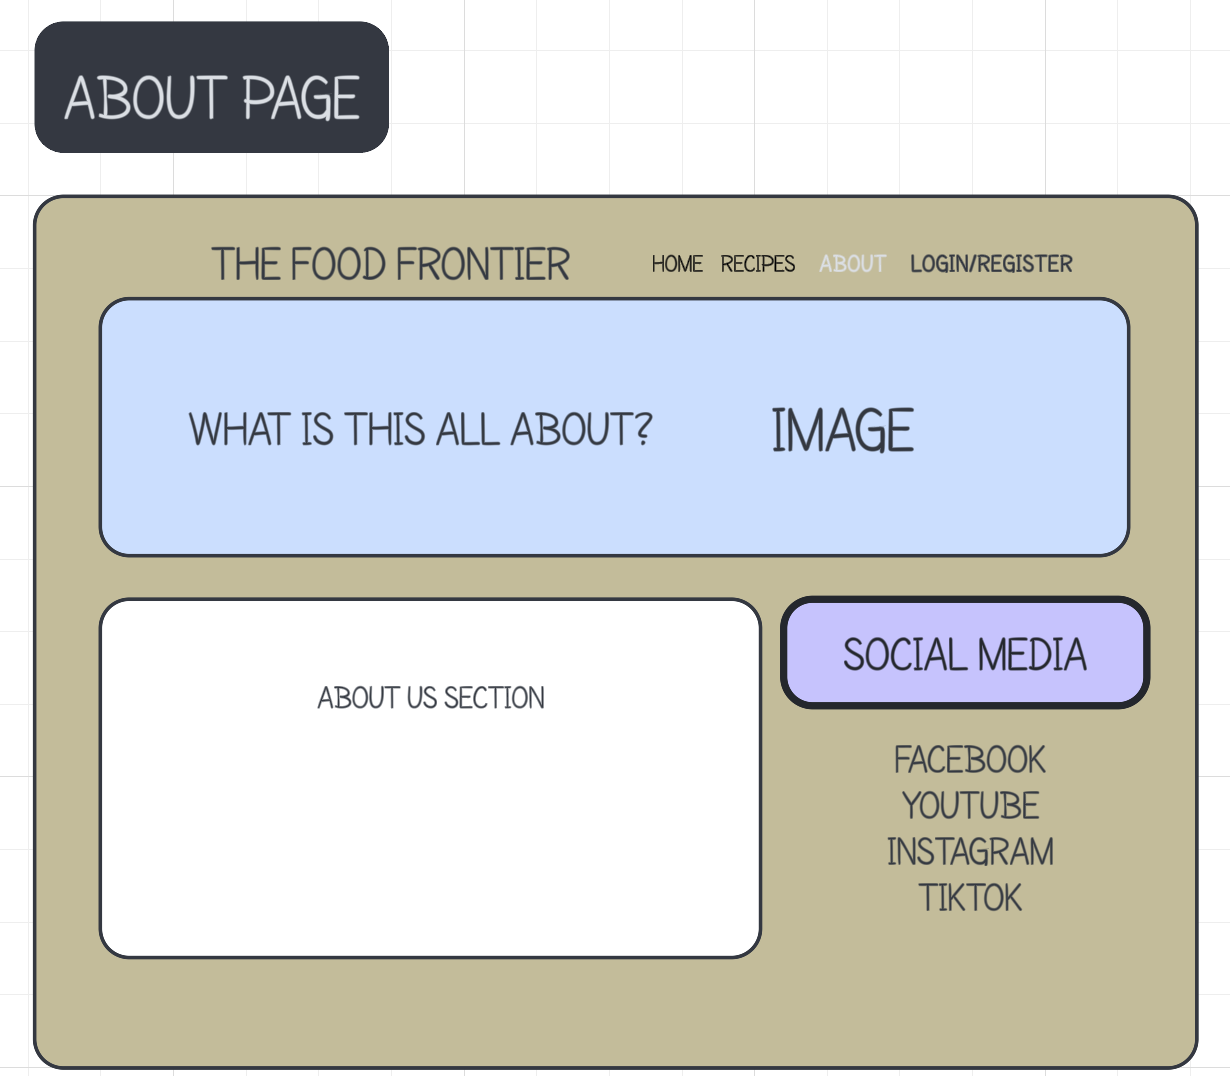 ABOUT PAGE
THE FOOD FRONTIER
HOME RECIPES ABOUT LOGIN/REGISTER
WHAT IS THIS ALL ABOUT?
IMAGE
ABOUT US SECTION
SOCIAL MEDIA
FACEBOOK
YOUTUBE
INSTAGRAM
TIKTOK